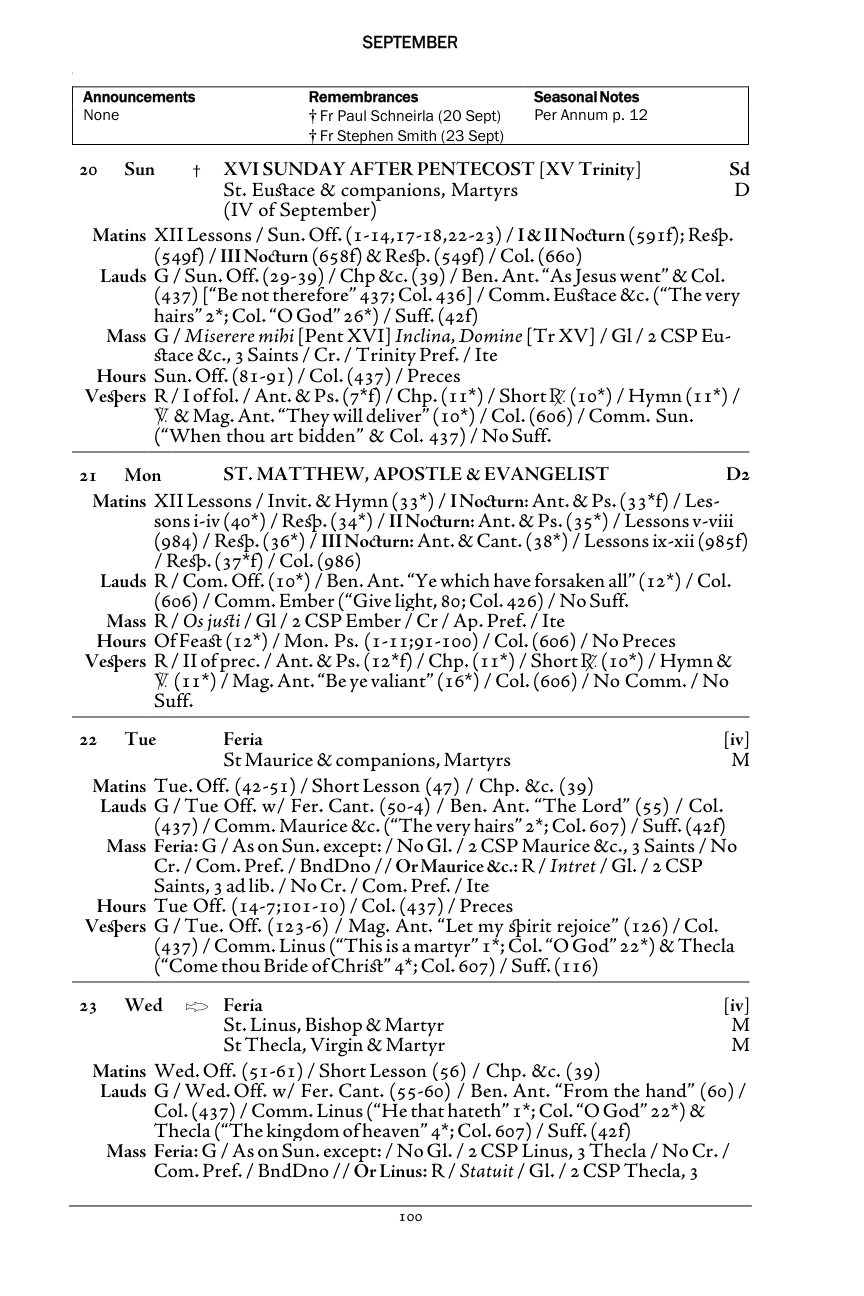 SEPTEMBER
Announcements Remembrances Seasonal Notes
None † Fr Paul Schneirla (20 Sept) Per Annum p. 12
† Fr Stephen Smith (23 Sept)
20 Sun † XVI SUNDAY AFTER PENTECOST [XV Trinity] Sd
St. Eustace & companions, Martyrs D
(IV of September)
Matins XII Lessons / Sun. Off. (1-14,17-18,22-23) / I & II Nocturn (591f); Resp.
(549f) / III Nocturn (658f) & Resp. (549f) / Col. (660)
Lauds G / Sun. Off. (29-39) / Chp &c. (39) / Ben. Ant. “As Jesus went” & Col.
(437) [“Be not therefore” 437; Col. 436] / Comm. Eustace &c. (“The very
hairs” 2*; Col. “O God” 26*) / Suff. (42f)
Mass G / Miserere mihi [Pent XVI] Inclina, Domine [Tr XV] / Gl / 2 CSP Eu-
stace &c., 3 Saints / Cr. / Trinity Pref. / Ite
Hours Sun. Off. (81-91) / Col. (437) / Preces
Vespers R / I of fol. / Ant. & Ps. (7*f) / Chp. (11*) / Short ℟. (10*) / Hymn (11*) /
℣. & Mag. Ant. “They will deliver” (10*) / Col. (606) / Comm. Sun.
(“When thou art bidden” & Col. 437) / No Suff.
21 Mon ST. MATTHEW, APOSTLE & EVANGELIST D2
Matins XII Lessons / Invit. & Hymn (33*) / I Nocturn: Ant. & Ps. (33*f) / Les-
sons i-iv (40*) / Resp. (34*) / II Nocturn: Ant. & Ps. (35*) / Lessons v-viii
(984) / Resp. (36*) / III Nocturn: Ant. & Cant. (38*) / Lessons ix-xii (985f)
/ Resp. (37*f) / Col. (986)
Lauds R / Com. Off. (10*) / Ben. Ant. “Ye which have forsaken all” (12*) / Col.
(606) / Comm. Ember (“Give light, 80; Col. 426) / No Suff.
Mass R / Os justi / Gl / 2 CSP Ember / Cr / Ap. Pref. / Ite
Hours Of Feast (12*) / Mon. Ps. (1-11;91-100) / Col. (606) / No Preces
Vespers R / II of prec. / Ant. & Ps. (12*f) / Chp. (11*) / Short ℟. (10*) / Hymn &
℣. (11*) / Mag. Ant. “Be ye valiant” (16*) / Col. (606) / No Comm. / No
Suff.
22 Tue Feria [iv]
St Maurice & companions, Martyrs M
Matins Tue. Off. (42-51) / Short Lesson (47) / Chp. &c. (39)
Lauds G / Tue Off. w/ Fer. Cant. (50-4) / Ben. Ant. “The Lord” (55) / Col.
(437) / Comm. Maurice &c. (“The very hairs” 2*; Col. 607) / Suff. (42f)
Mass Feria: G / As on Sun. except: / No Gl. / 2 CSP Maurice &c., 3 Saints / No
Cr. / Com. Pref. / BndDno // Or Maurice &c.: R / Intret / Gl. / 2 CSP
Saints, 3 ad lib. / No Cr. / Com. Pref. / Ite
Hours Tue Off. (14-7;101-10) / Col. (437) / Preces
Vespers G / Tue. Off. (123-6) / Mag. Ant. “Let my spirit rejoice” (126) / Col.
(437) / Comm. Linus (“This is a martyr” 1*; Col. “O God” 22*) & Thecla
(“Come thou Bride of Christ” 4*; Col. 607) / Suff. (116)
23 Wed Feria [iv]
St. Linus, Bishop & Martyr M
St Thecla, Virgin & Martyr M
Matins Wed. Off. (51-61) / Short Lesson (56) / Chp. &c. (39)
Lauds G / Wed. Off. w/ Fer. Cant. (55-60) / Ben. Ant. “From the hand” (60) /
Col. (437) / Comm. Linus (“He that hateth” 1*; Col. “O God” 22*) &
Thecla (“The kingdom of heaven” 4*; Col. 607) / Suff. (42f)
Mass Feria: G / As on Sun. except: / No Gl. / 2 CSP Linus, 3 Thecla / No Cr. /
Com. Pref. / BndDno // Or Linus: R / Statuit / Gl. / 2 CSP Thecla, 3
100